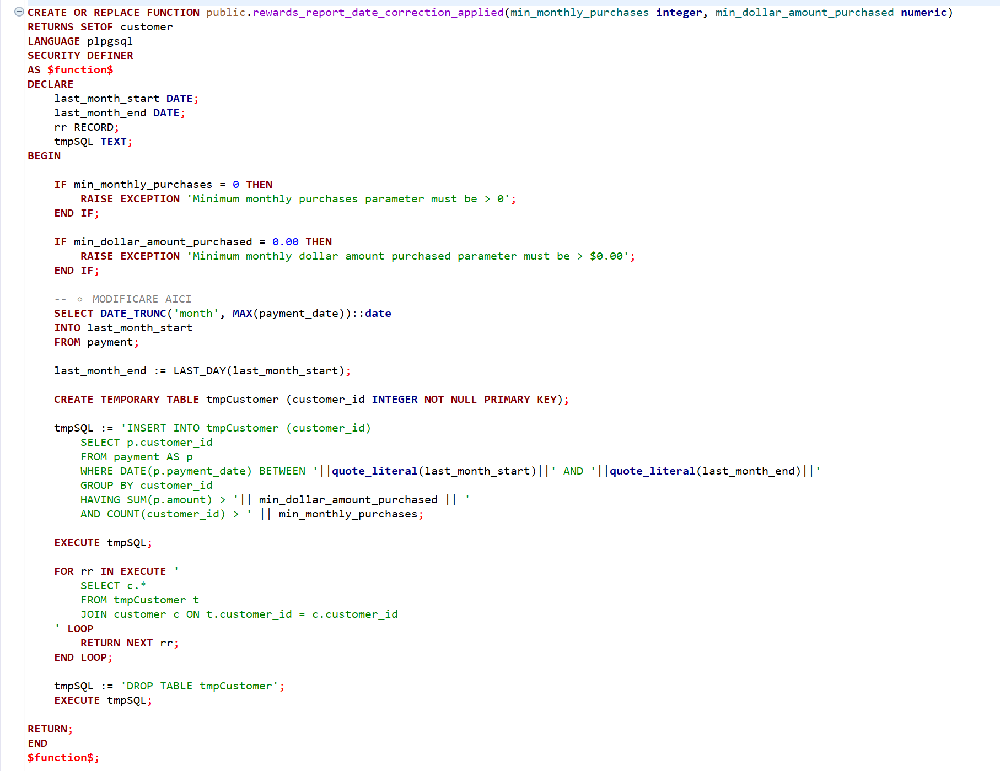 CREATE OR REPLACE FUNCTION public.rewards_report_date_correction_applied(min_monthly_purchases integer, min_dollar_amount_purchased numeric)
RETURNS SETOF customer
LANGUAGE plpgsql
SECURITY DEFINER
AS $function$
DECLARE
    last_month_start DATE;
    last_month_end DATE;
    rr RECORD;
    tmpSQL TEXT;
BEGIN

    IF min_monthly_purchases = 0 THEN
        RAISE EXCEPTION 'Minimum monthly purchases parameter must be > 0';
    END IF;

    IF min_dollar_amount_purchased = 0.00 THEN
        RAISE EXCEPTION 'Minimum monthly dollar amount purchased parameter must be > $0.00';
    END IF;

    -- ⋄ MODIFICARE AICI
    SELECT DATE_TRUNC('month', MAX(payment_date))::date
    INTO last_month_start
    FROM payment;

    last_month_end := LAST_DAY(last_month_start);

    CREATE TEMPORARY TABLE tmpCustomer (customer_id INTEGER NOT NULL PRIMARY KEY);

    tmpSQL := 'INSERT INTO tmpCustomer (customer_id)
        SELECT p.customer_id
        FROM payment AS p
        WHERE DATE(p.payment_date) BETWEEN '||quote_literal(last_month_start)||' AND '||quote_literal(last_month_end)||'
        GROUP BY customer_id
        HAVING SUM(p.amount) > '|| min_dollar_amount_purchased || '
        AND COUNT(customer_id) > ' || min_monthly_purchases;

    EXECUTE tmpSQL;

    FOR rr IN EXECUTE '
        SELECT c.*
        FROM tmpCustomer t
        JOIN customer c ON t.customer_id = c.customer_id
    ' LOOP
        RETURN NEXT rr;
    END LOOP;

    tmpSQL := 'DROP TABLE tmpCustomer';
    EXECUTE tmpSQL;

RETURN;
END
$function$;